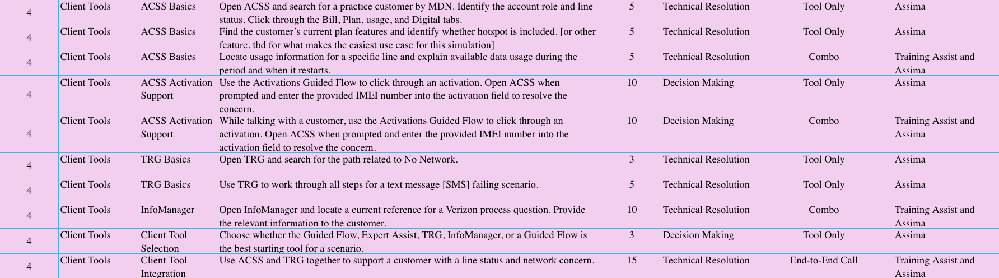 4 Client Tools ACSS Basics Open ACSS and search for a practice customer by MDN. Identify the account role and line 5 Technical Resolution Tool Only Assima
status. Click through the Bill, Plan, usage, and Digital tabs.
4 Client Tools ACSS Basics Find the customer’s current plan features and identify whether hotspot is included. [or other 5 Technical Resolution Tool Only Assima
feature, tbd for what makes the easiest use case for this simulation]
4 Client Tools ACSS Basics Locate usage information for a specific line and explain available data usage during the 5 Technical Resolution Combo Training Assist and
period and when it restarts. Assima
4 Client Tools ACSS Activation Use the Activations Guided Flow to click through an activation. Open ACSS when 10 Decision Making Tool Only Assima
Support prompted and enter the provided IMEI number into the activation field to resolve the
concern.
4 Client Tools ACSS Activation While talking with a customer, use the Activations Guided Flow to click through an 10 Decision Making Combo Training Assist and
Support activation. Open ACSS when prompted and enter the provided IMEI number into the Assima
activation field to resolve the concern.
4 Client Tools TRG Basics Open TRG and search for the path related to No Network. 3 Technical Resolution Tool Only Assima
4 Client Tools TRG Basics Use TRG to work through all steps for a text message [SMS] failing scenario. 5 Technical Resolution Tool Only Assima
4 Client Tools InfoManager Open InfoManager and locate a current reference for a Verizon process question. Provide 10 Technical Resolution Combo Training Assist and
the relevant information to the customer. Assima
4 Client Tools Client Tool Choose whether the Guided Flow, Expert Assist, TRG, InfoManager, or a Guided Flow is 3 Decision Making Tool Only Assima
Selection the best starting tool for a scenario.
4 Client Tools Client Tool Use ACSS and TRG together to support a customer with a line status and network concern. 15 Technical Resolution End-to-End Call Training Assist and
Integration Assima